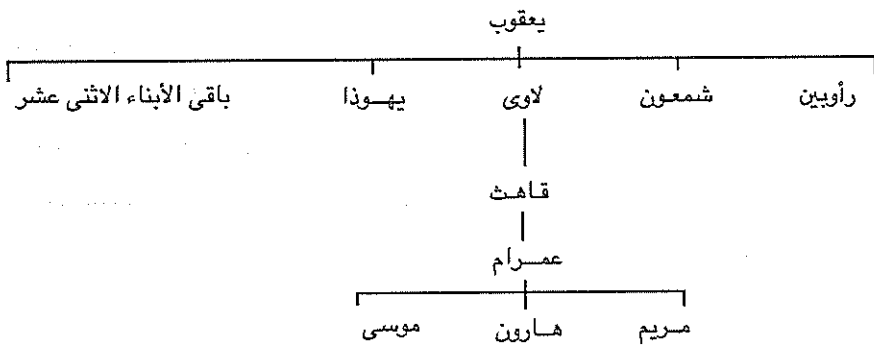 يعقوب
رأوبين شمعون لاوى يهوذا باقى الأبناء الاثنى عشر
قاهث
عمرام
مريم هارون موسى